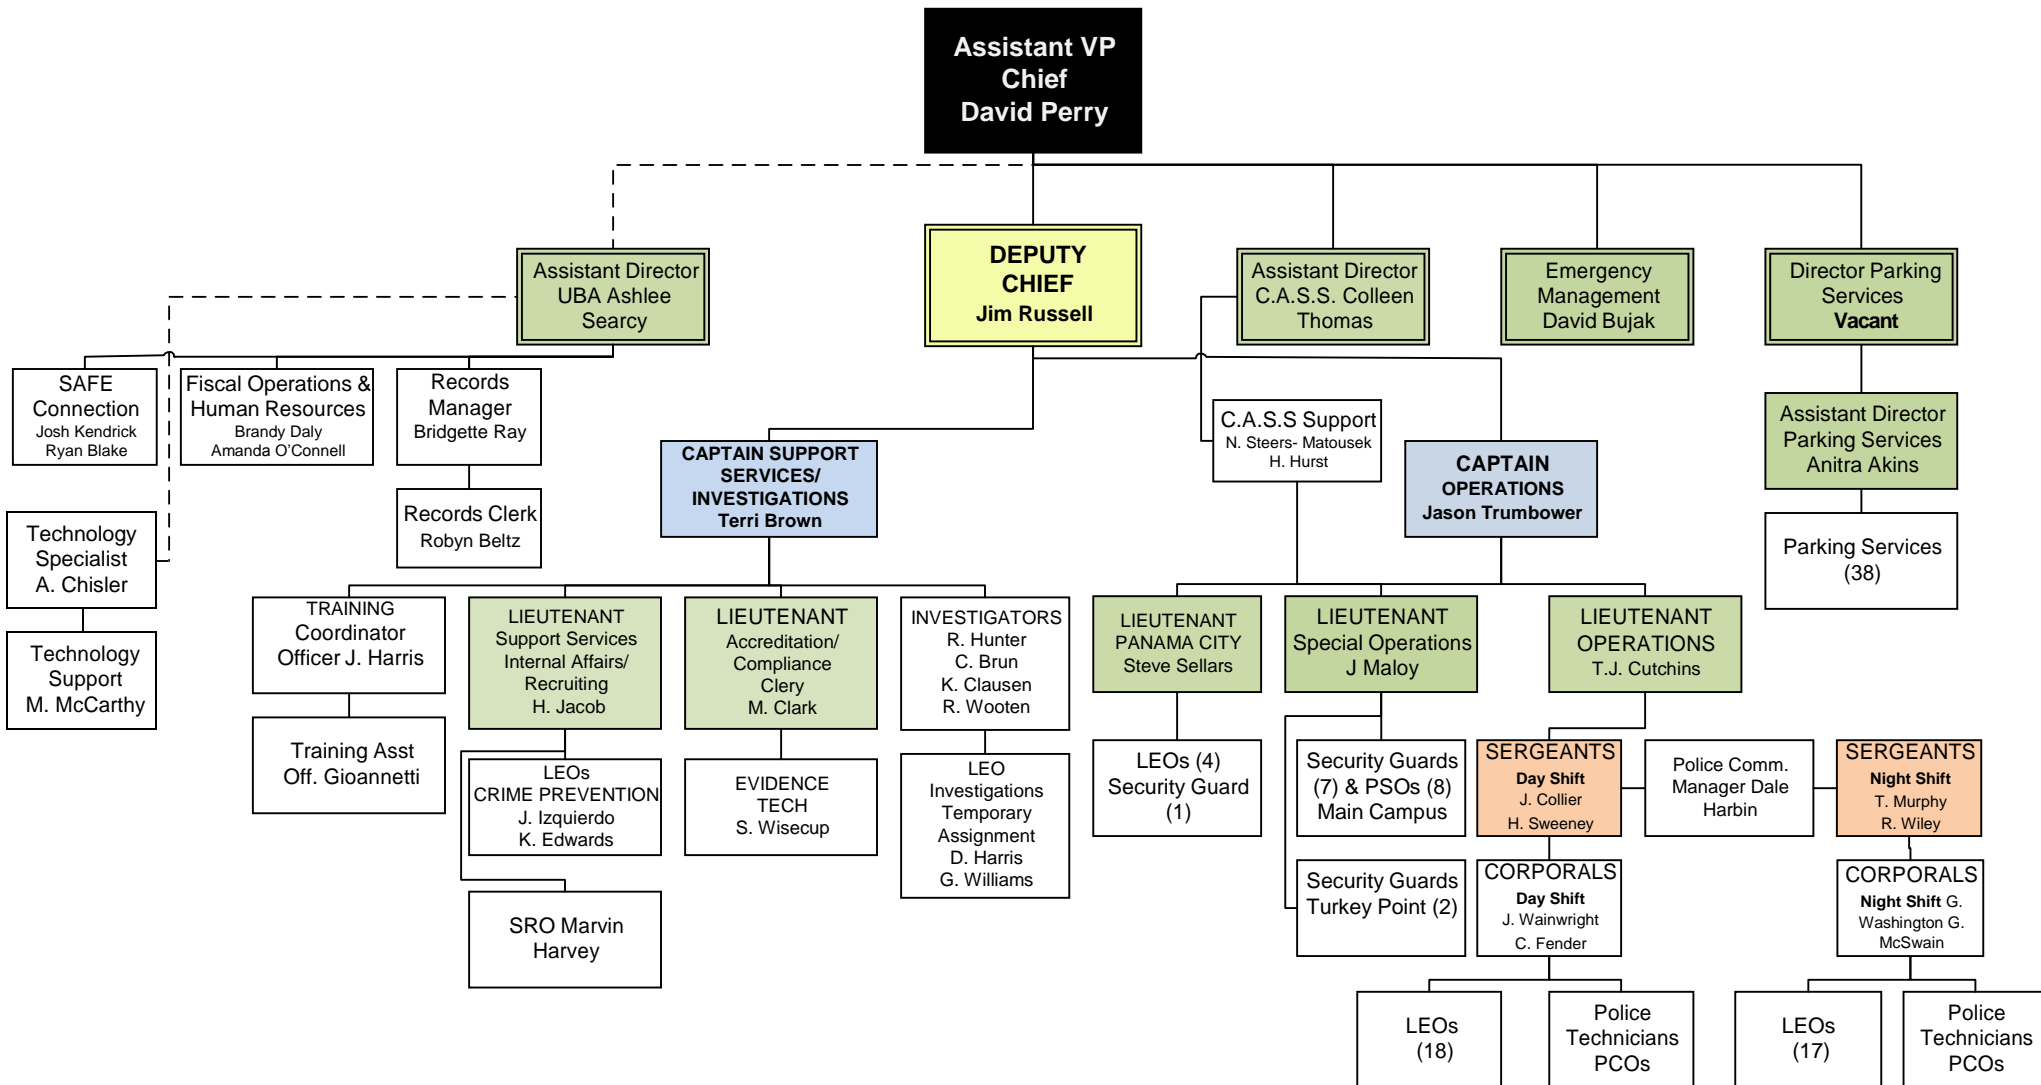 Assistant VP
Chief
David Perry
Assistant Director
UBA Ashlee
Searcy
DEPUTY
CHIEF
Jim Russell
Assistant Director
C.A.S.S. Colleen
Thomas
Emergency
Management
David Bujak
Director Parking
Services
Vacant
SAFE
Connection
Josh Kendrick
Ryan Blake
Fiscal Operations &
Human Resources
Brandy Daly
Amanda O'Connell
Records
Manager
Bridgette Ray
C.A.S.S Support
N. Steers- Matousek
H. Hurst
Assistant Director
Parking Services
Anitra Akins
CAPTAIN SUPPORT
SERVICES/
INVESTIGATIONS
Terri Brown
CAPTAIN
OPERATIONS
Jason Trumbower
Records Clerk
Robyn Beltz
Technology
Specialist
A. Chisler
Parking Services
(38)
Technology
Support
M. McCarthy
TRAINING
Coordinator
Officer J. Harris
LIEUTENANT
Support Services
Internal Affairs/
Recruiting
H. Jacob
LIEUTENANT
Accreditation/
Compliance
Clery
M. Clark
INVESTIGATORS
R. Hunter
C. Brun
K. Clausen
R. Wooten
LIEUTENANT
PANAMA CITY
Steve Sellars
LIEUTENANT
Special Operations
J Maloy
LIEUTENANT
OPERATIONS
T.J. Cutchins
Training Asst
Off. Gioannetti
LEOs
CRIME PREVENTION
J. Izquierdo
K. Edwards
EVIDENCE
TECH
S. Wisecup
LEO
Investigations
Temporary
Assignment
D. Harris
G. Williams
LEOs (4)
Security Guard
(1)
Security Guards
(7) & PSOs (8)
Main Campus
SERGEANTS
Day Shift
J. Collier
H. Sweeney
Police Comm.
Manager Dale
Harbin
SERGEANTS
Night Shift
T. Murphy
R. Wiley
SRO Marvin
Harvey
Security Guards
Turkey Point (2)
CORPORALS
Day Shift
J. Wainwright
C. Fender
CORPORALS
Night Shift G.
Washington G.
McSwain
LEOs
(18)
Police
Technicians
PCOs
LEOs
(17)
Police
Technicians
PCOs